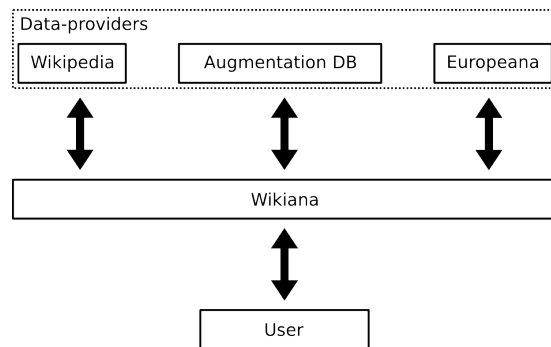 Data-providers
Wikipedia
Augmentation DB
Europeana
Wikiana
User